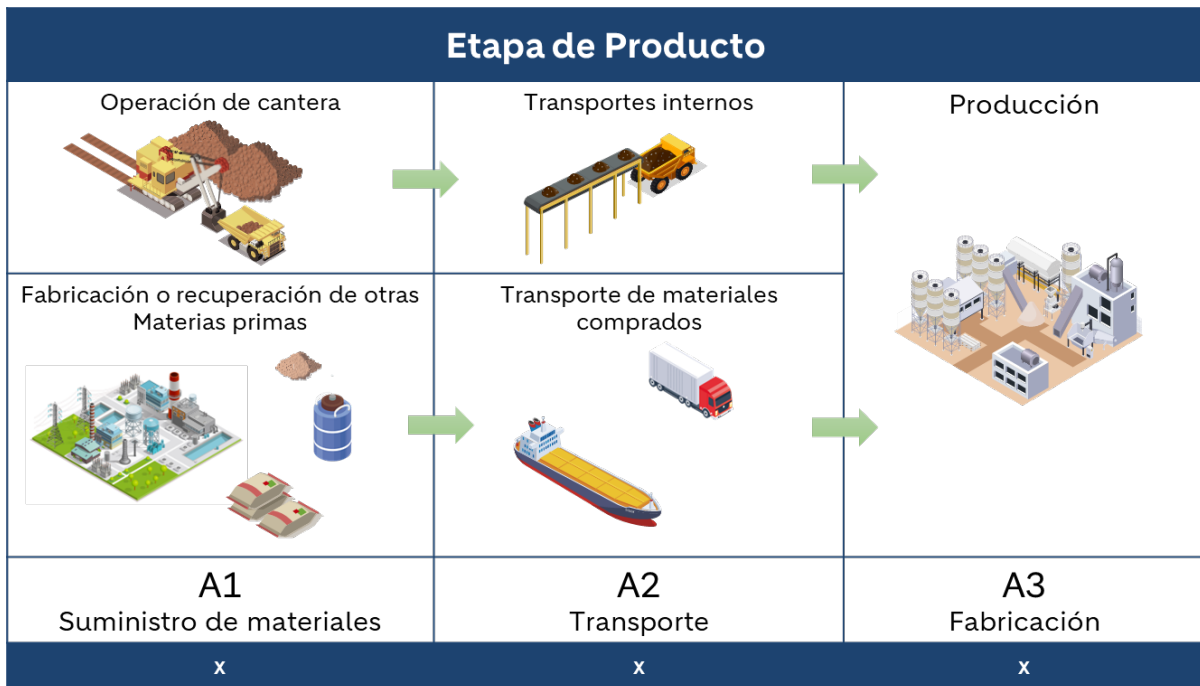 Etapa de Producto
Operación de cantera
Transportes internos
Producción
Fabricación o recuperación de otras
Materias primas
Transporte de materiales
comprados
A1
Suministro de materiales
A2
Transporte
A3
Fabricación
x
x
x